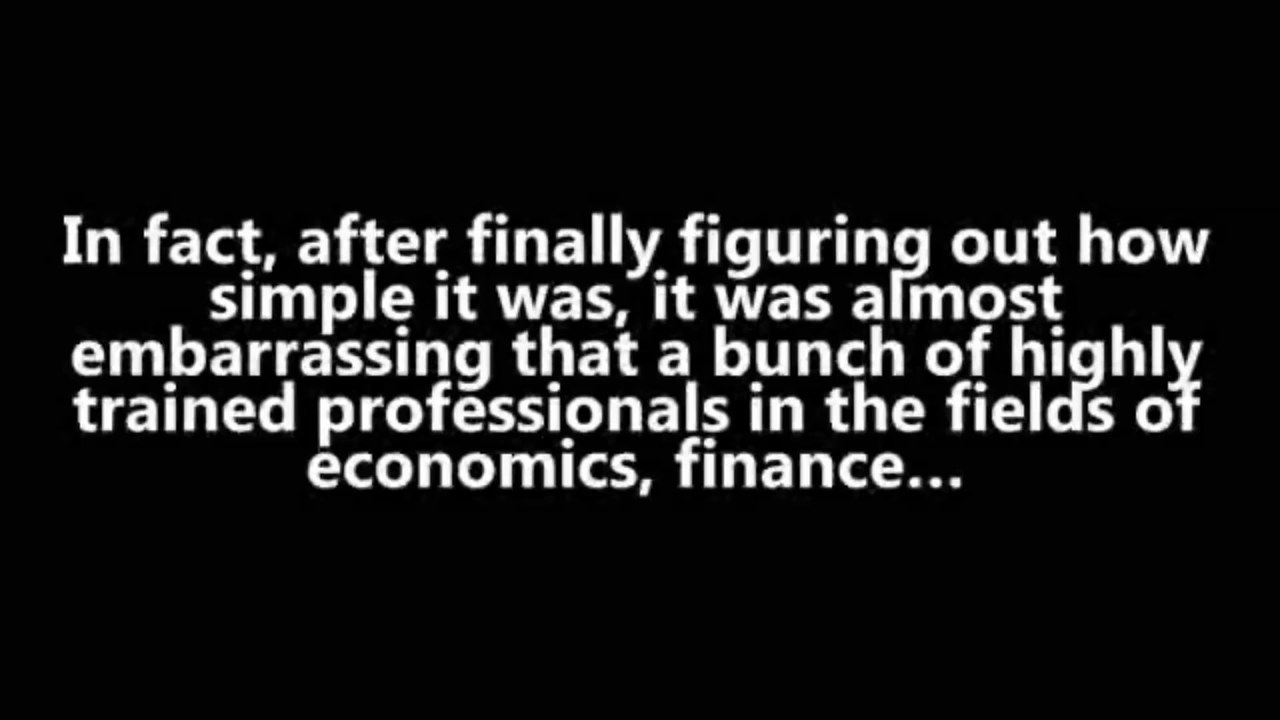 In fact, after finally figuring out how
simple it was, it was almost
embarrassing that a bunch of highly
trained professionals in the fields of
economics, finance...